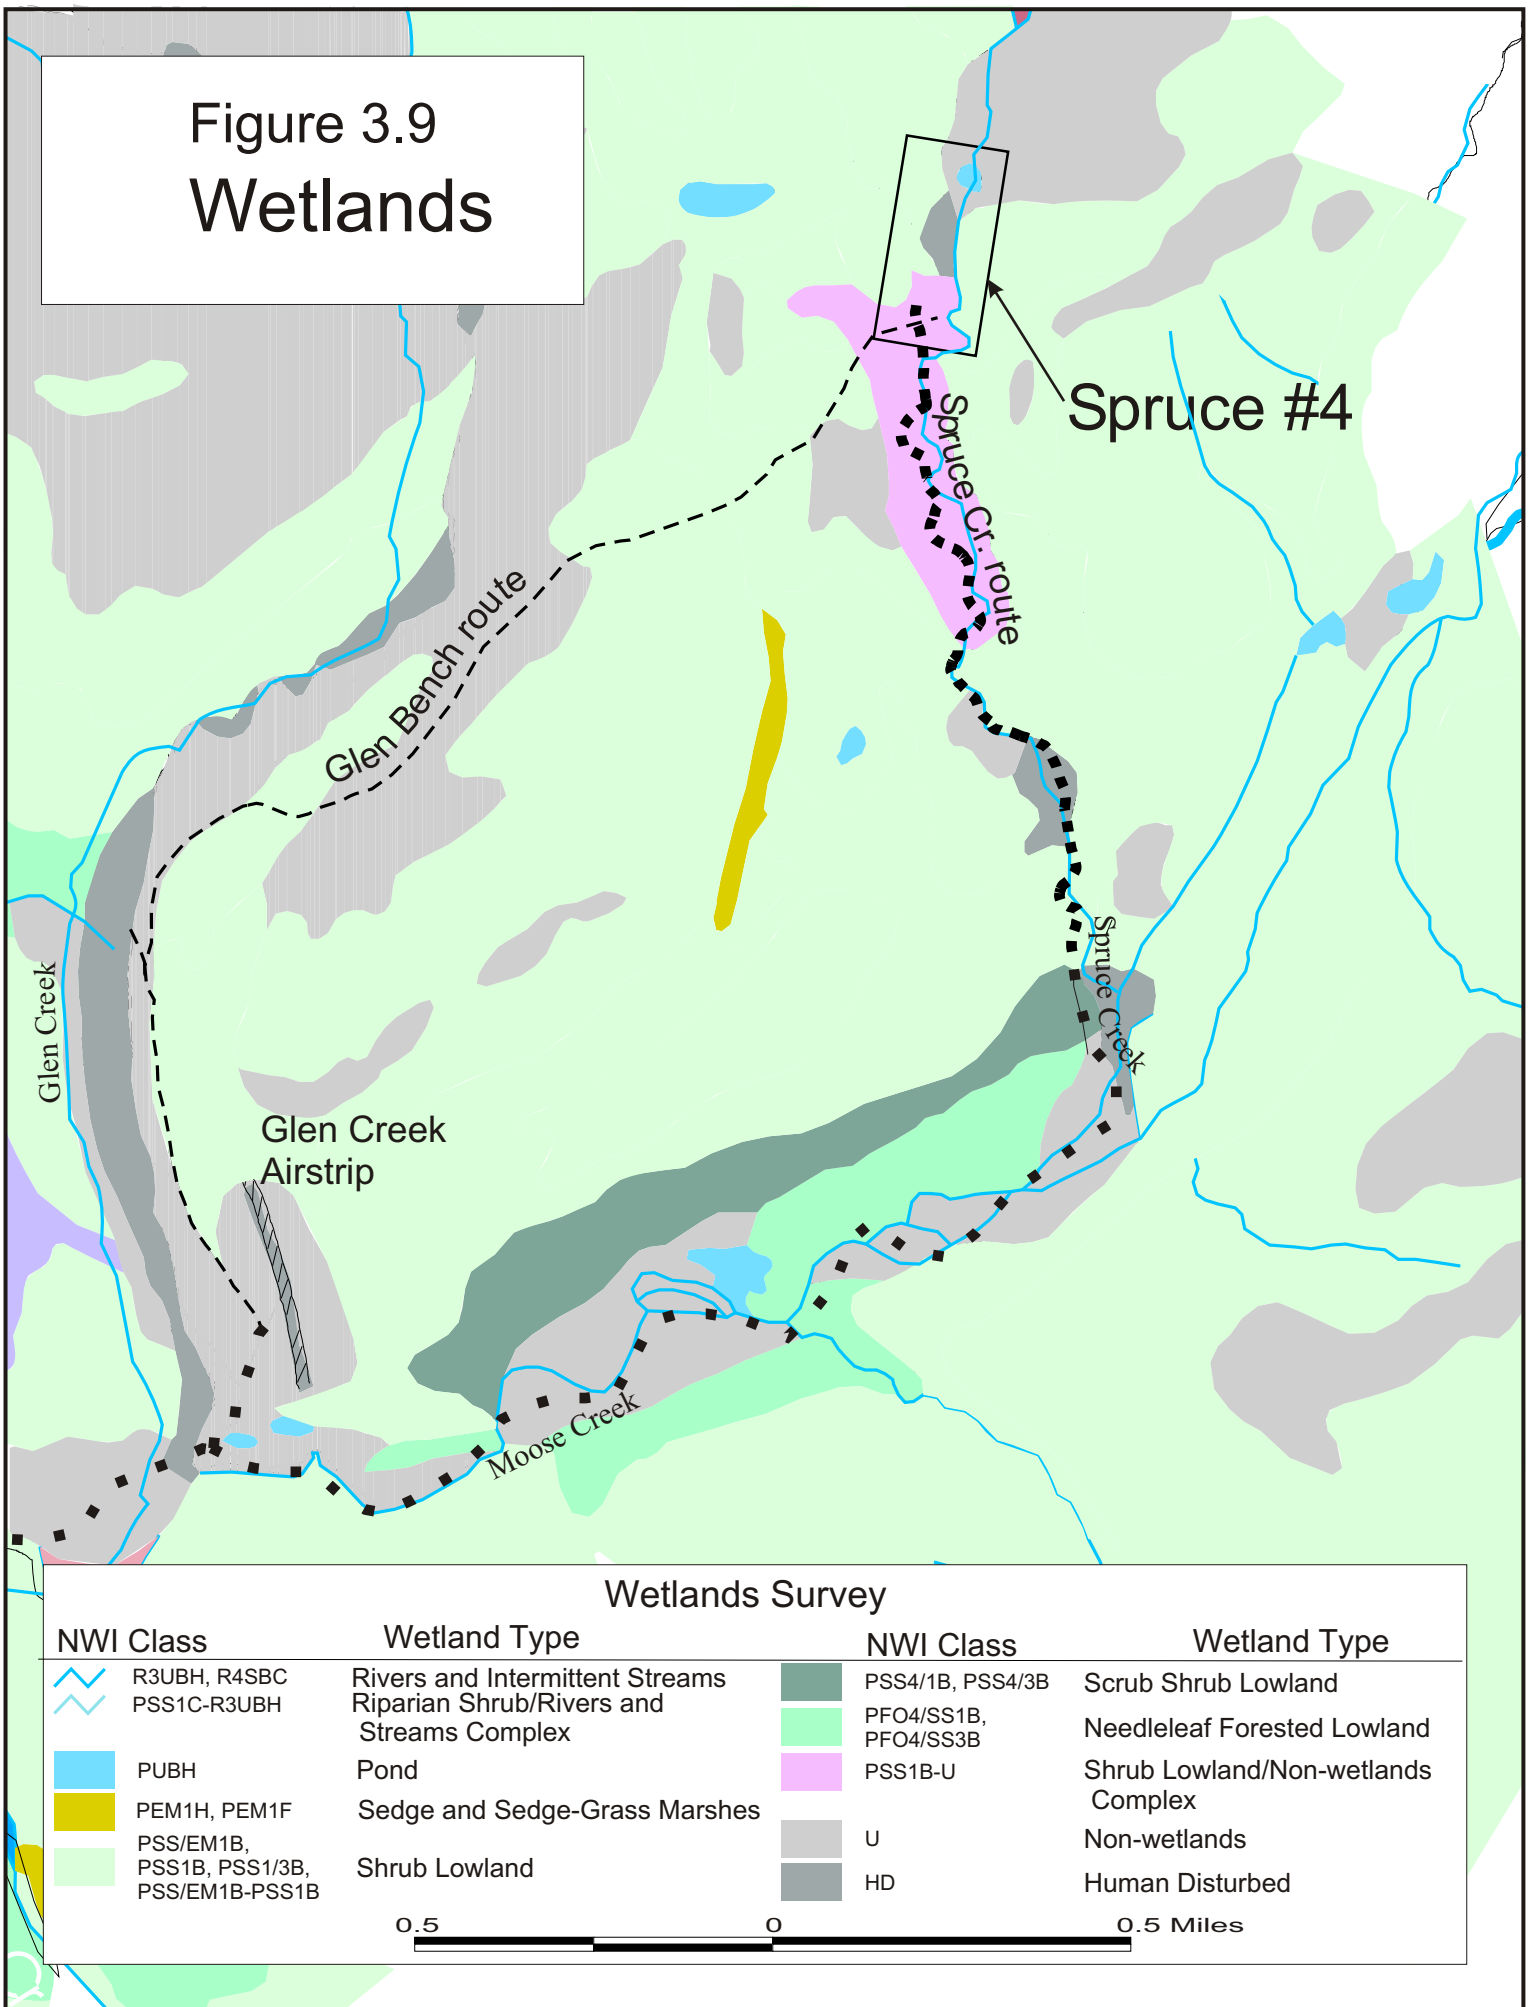 Figure 3.9
Wetlands
Spruce #4
Spruce Cr. route
Glen Bench route
Spruce Creek
Glen Creek
Glen Creek
Airstrip
Moose Creek
Wetlands Survey
NWI Class
Wetland Type
R3UBH, R4SBC
Rivers and Intermittent Streams
PSS1C-R3UBH
Riparian Shrub/Rivers and
Streams Complex
PUBH
Pond
PEM1H, PEM1F
Sedge and Sedge-Grass Marshes
PSS/EM1B,
PSS1B, PSS1/3B,
PSS/EM1B-PSS1B
Shrub Lowland
NWI Class
Wetland Type
PSS4/1B, PSS4/3B
Scrub Shrub Lowland
PFO4/SS1B,
PFO4/SS3B
Needleleaf Forested Lowland
PSS1B-U
Shrub Lowland/Non-wetlands
Complex
U
Non-wetlands
HD
Human Disturbed
0.5
0
0.5 Miles